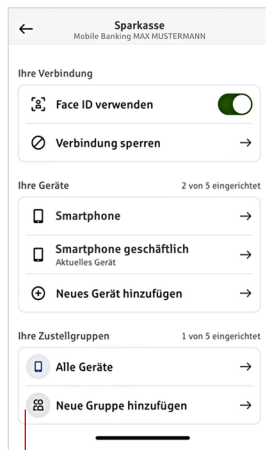 Sparkasse
Mobile Banking MAX MUSTERMANN
Ihre Verbindung
Face ID verwenden
Verbindung sperren
Ihre Geräte 2 von 5 eingerichtet
Smartphone
Smartphone geschäftlich
Aktuelles Gerät
Neues Gerät hinzufügen
Ihre Zustellgruppen 1 von 5 eingerichtet
Alle Geräte
Neue Gruppe hinzufügen